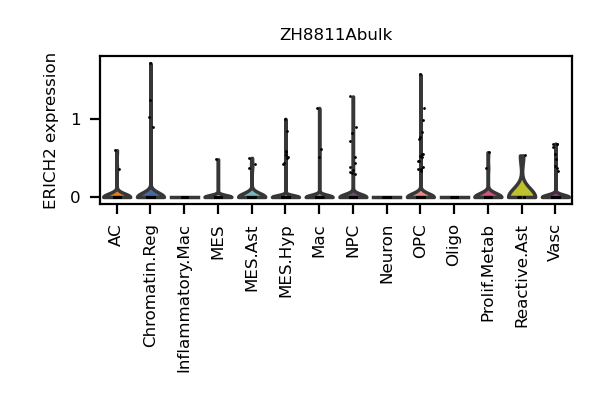 ZH8811Abulk
ERICH2 expression
1
0
AC
Chromatin.Reg
Inflammatory.Mac
MES
MES.Ast
MES.Hyp
Mac
NPC
Neuron
OPC
Oligo
Prolif.Metab
Reactive.Ast
Vasc